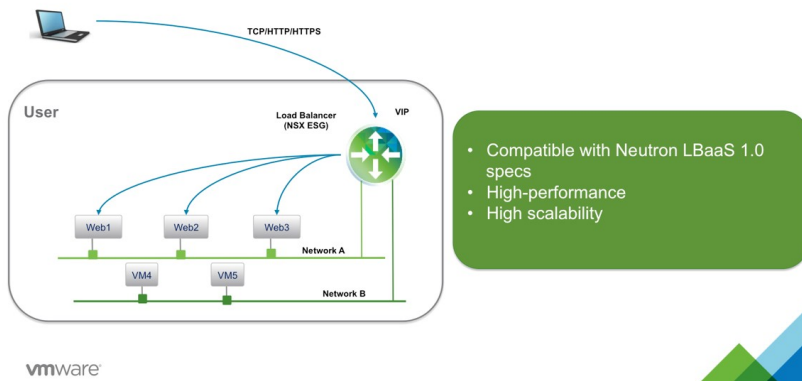 TCP/HTTP/HTTPS
User
Load Balancer
(NSX ESG)
VIP
Web1
Web2
Web3
Network A
VM4
VM5
Network B
• Compatible with Neutron LBaaS 1.0
specs
• High-performance
• High scalability
vmware